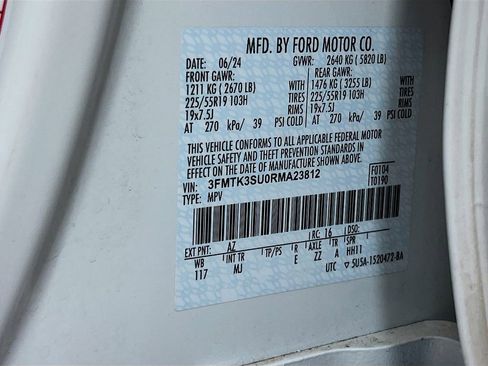 MFD. BY FORD MOTOR CO.
DATE: 06/24 GVWR: 2640 KG ( 5820 LB)
FRONT GAWR: REAR GAWR:
1211 KG ( 2670 LB) WITH 1476 KG ( 3255 LB) WITH
225/55R19 103H TIRES 225/55R19 103H TIRES
19x7.5J RIMS 19x7.5J RIMS
AT 270 kPa/ 39 PSI COLD AT 270 kPa/ 39 PSI COLD
THIS VEHICLE CONFORMS TO ALL APPLICABLE FEDERAL MOTOR
VEHICLE SAFETY AND THEFT PREVENTION STANDARDS IN
EFFECT ON THE DATE OF MANUFACTURE SHOWN ABOVE.
VIN: 3FMTK3SU0RMA23812 F0104
TYPE: MPV T0190
EXT PNT: AZ RC: 16 DSO:
WB INT TR TP/PS R AXLE TR SPR
117 MJ E ZZ A HH11
UTC ▽ 5U5A-1520472-BA